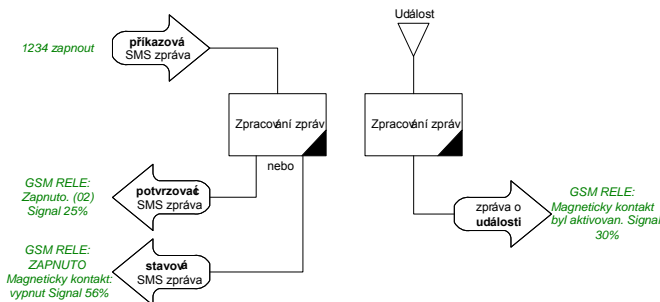 Událost
1234 zapnout
příkazová
SMS zpráva
Zpracování zpráv
Zpracování zpráv
nebo
GSM RELE:
Zapnuto. (02)
Signal 25%
potvrzovací
SMS zpráva
zpráva o
události
GSM RELE:
Magneticky kontakt
byl aktivovan. Signal
30%
GSM RELE:
ZAPNUTO
Magneticky kontakt:
vypnut Signal 56%
stavová
SMS zpráva